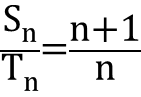 Sₙ/Tₙ = n+1/n